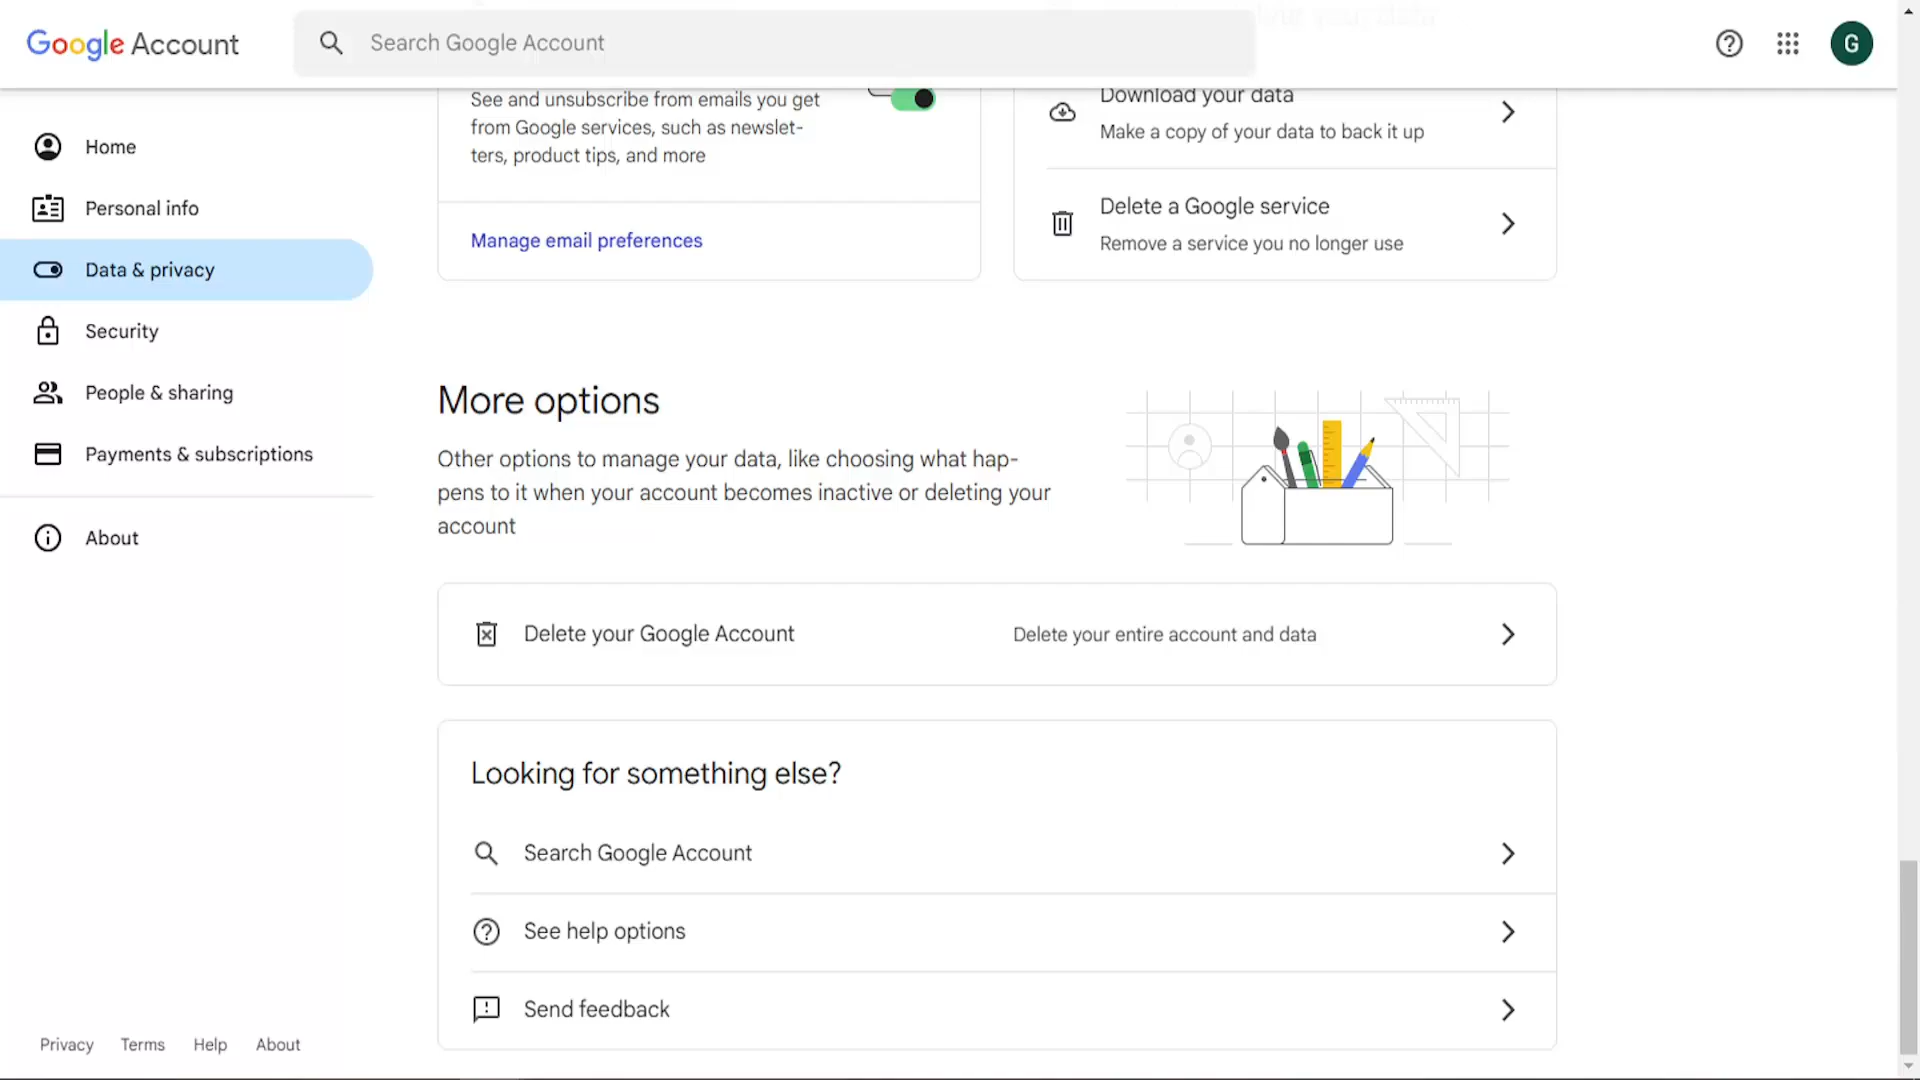 Google Account
Search Google Account
G
See and unsubscribe from emails you get
from Google services, such as newslet-
ters, product tips, and more
Manage email preferences
Download your data
Make a copy of your data to back it up
Delete a Google service
Remove a service you no longer use
Home
Personal info
Data & privacy
Security
People & sharing
Payments & subscriptions
About
More options
Other options to manage your data, like choosing what hap-
pens to it when your account becomes inactive or deleting your
account
Delete your Google Account
Delete your entire account and data
Looking for something else?
Search Google Account
See help options
Send feedback
Privacy Terms Help About